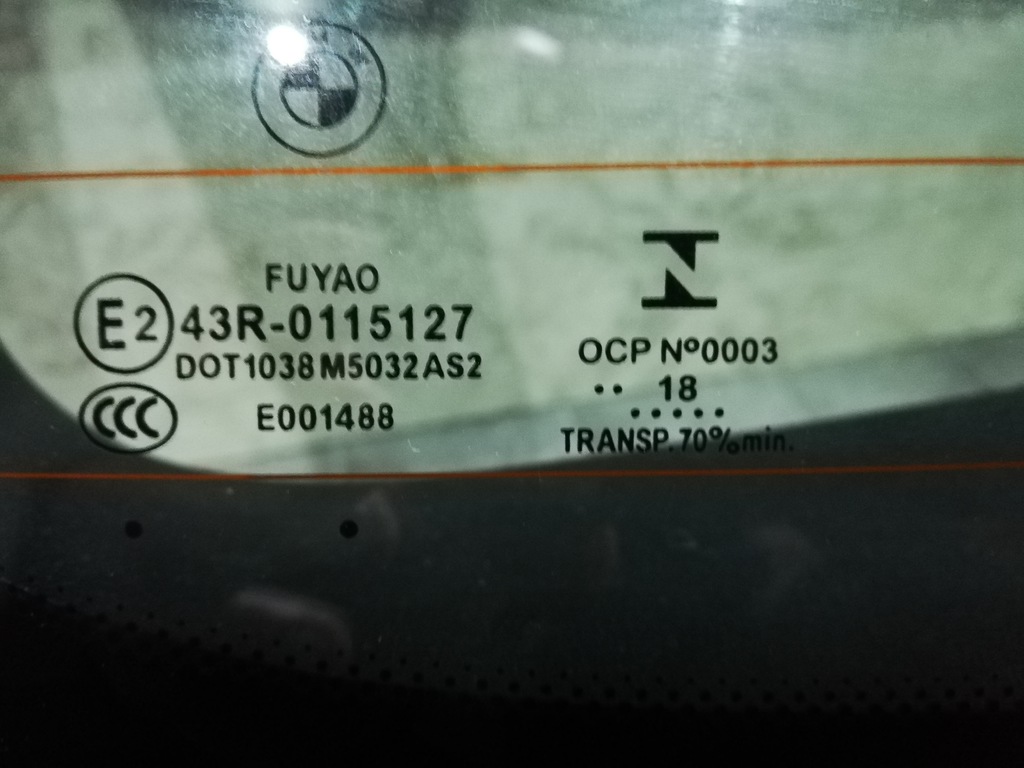 FUYAO
E2 43R-0115127
DOT1038 M5032 AS2
CCC E001488
OCP Nº0003
•• 18
•••••
TRANSP. 70% min.